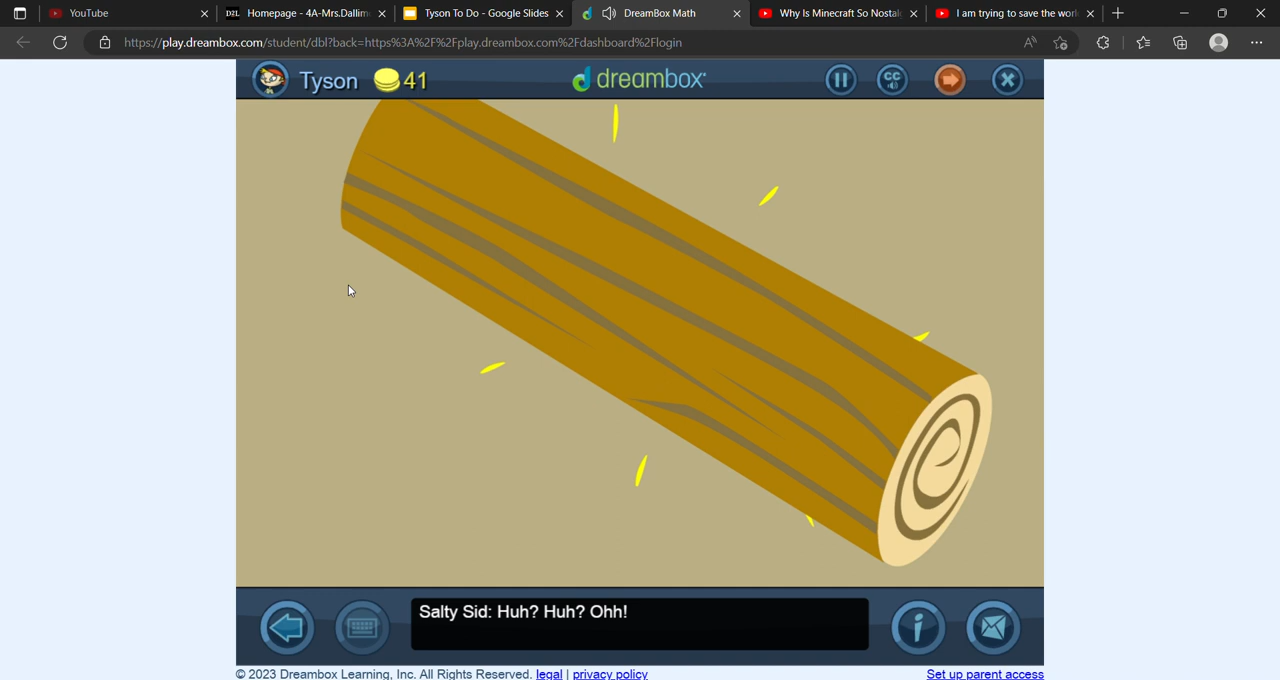 YouTube
D2L Homepage - 4A-Mrs.Dallim
Tyson To Do - Google Slides
DreamBox Math
Why Is Minecraft So Nostalg
I am trying to save the worl
https://play.dreambox.com/student/dbl?back=https%3A%2F%2Fplay.dreambox.com%2Fdashboard%2Flogin
Tyson 41 dreambox CC
Salty Sid: Huh? Huh? Ohh!
© 2023 Dreambox Learning, Inc. All Rights Reserved. legal | privacy policy
Set up parent access